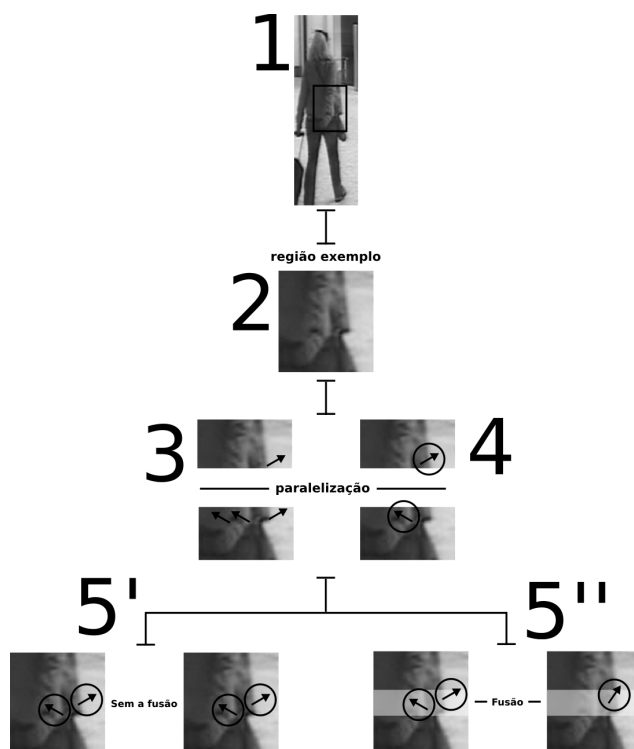 1
região exemplo
2
3
4
paralelização
5'
5''
Sem a fusão
Fusão